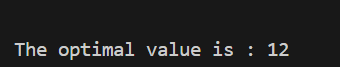 The optimal value is : 12